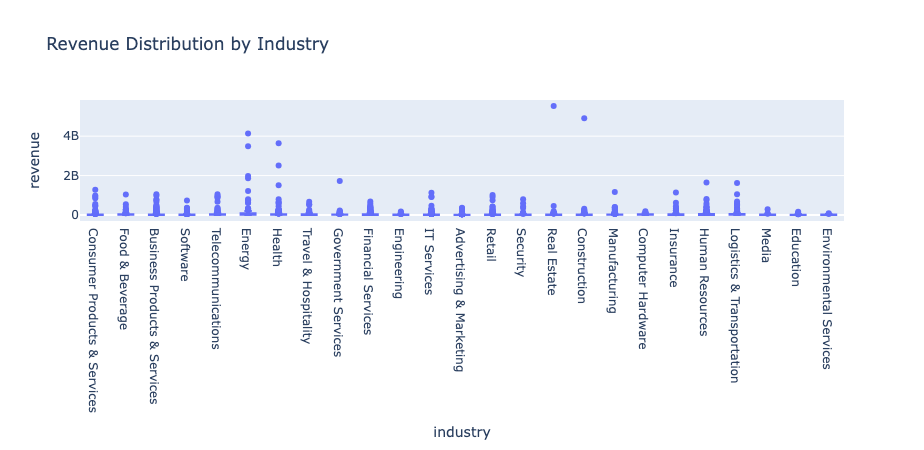 Revenue Distribution by Industry
revenue
4B
2B
0
Consumer Products & Services
Food & Beverage
Business Products & Services
Software
Telecommunications
Energy
Health
Travel & Hospitality
Government Services
Financial Services
Engineering
IT Services
Advertising & Marketing
Retail
Security
Real Estate
Construction
Manufacturing
Computer Hardware
Insurance
Human Resources
Logistics & Transportation
Media
Education
Environmental Services
industry